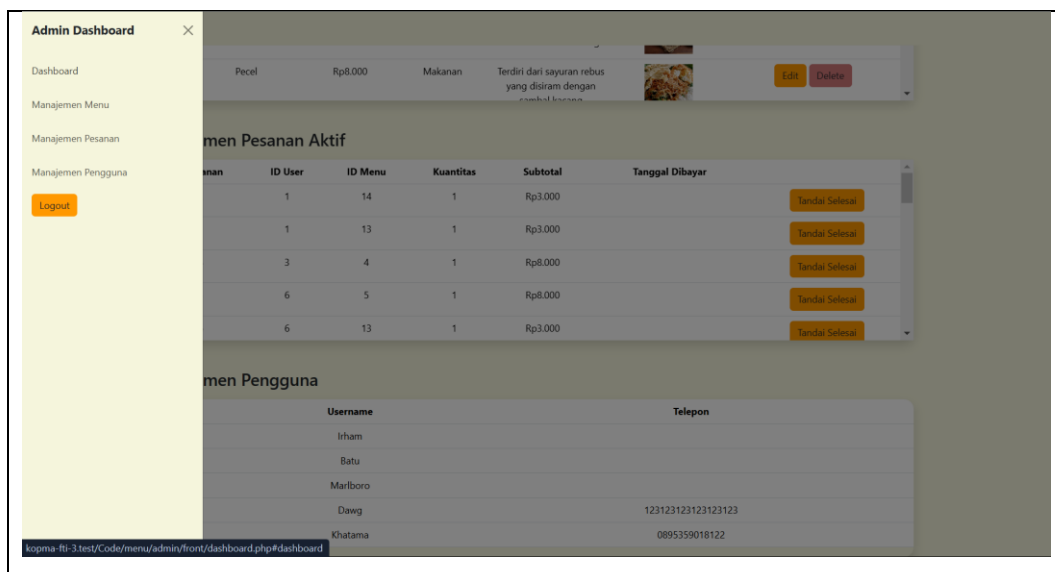 Admin Dashboard
Dashboard
Manajemen Menu
Manajemen Pesanan
Manajemen Pengguna
Logout
Pecel Rp8.000 Makanan Terdiri dari sayuran rebus
yang disiram dengan
sambal kacang
Edit Delete
men Pesanan Aktif
anan ID User ID Menu Kuantitas Subtotal Tanggal Dibayar
1 14 1 Rp3.000 Tandai Selesai
1 13 1 Rp3.000 Tandai Selesai
3 4 1 Rp8.000 Tandai Selesai
6 5 1 Rp8.000 Tandai Selesai
6 13 1 Rp3.000 Tandai Selesai
men Pengguna
Username Telepon
Irham
Batu
Marlboro
Dawg 123123123123123123
Khatama 0895359018122
kopma-fti-3.test/Code/menu/admin/front/dashboard.php#dashboard